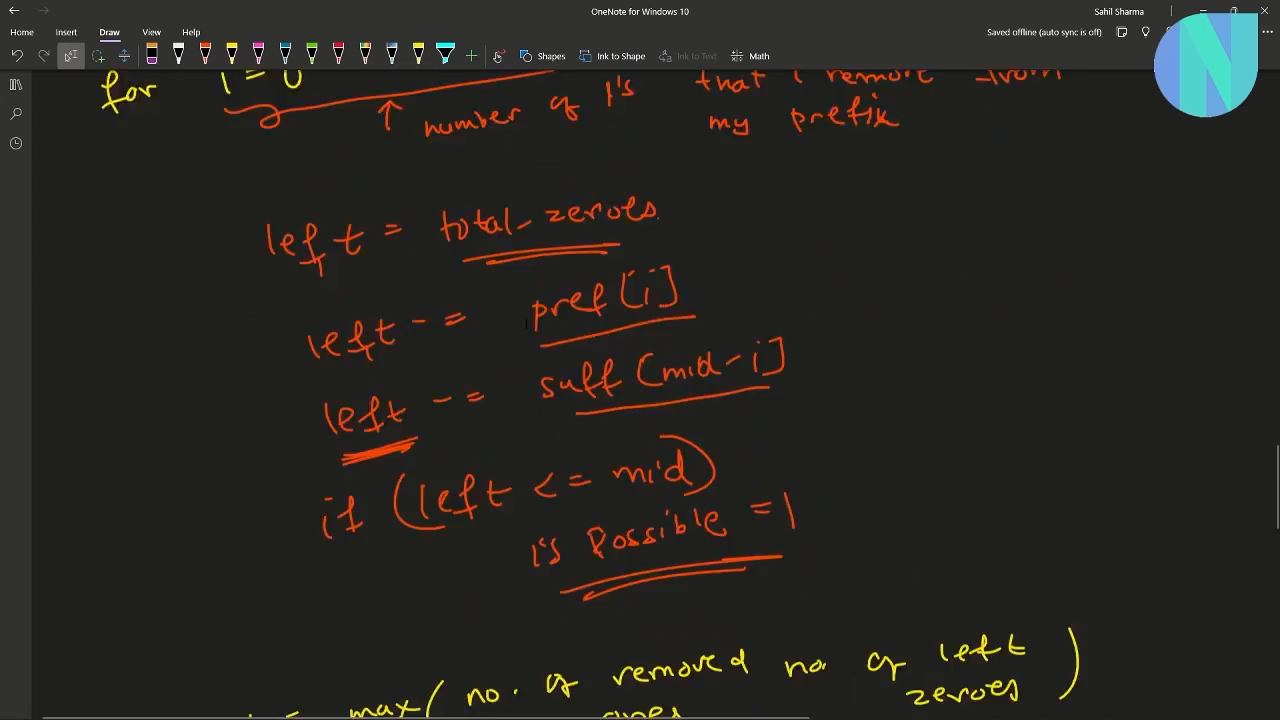 OneNote for Windows 10
Sahil Sharma
Home Insert Draw View Help
Saved offline (auto sync is off)
Shapes Ink to Shape Ink to Text Math
for i = 0
that I remove from
number of 1's
my prefix
left = total_zeroes
left -= pref[i]
left -= suff[mid-i]
if (left <= mid)
is Possible = 1
max( no. of removed no. of left
ones zeroes )